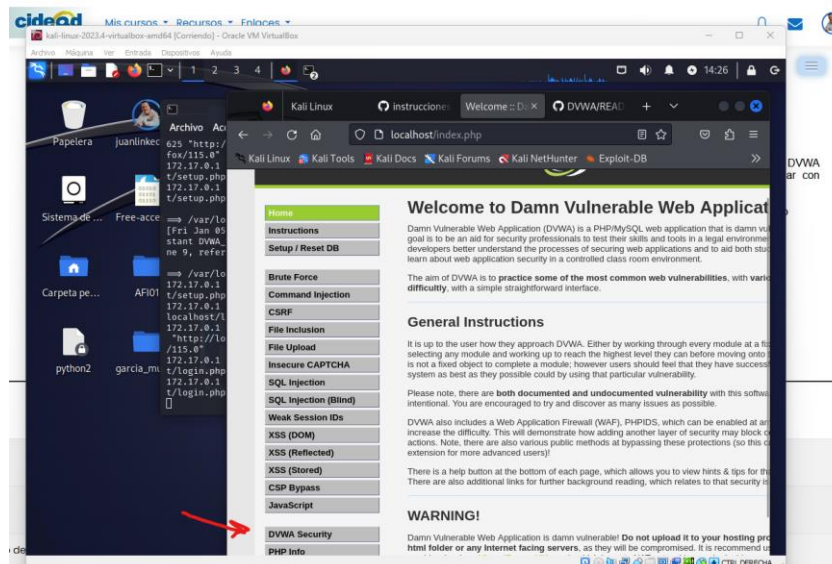 cidead
Mis cursos Recursos Enlaces
kali-linux-2023.4-virtualbox-amd64 [Corriendo] - Oracle VM VirtualBox
Archivo Máquina Ver Entrada Dispositivos Ayuda
1 2 3 4
14:26
DVWA
ar con
Papelera
juanlinked
Sistema de ...
Free-acce
Carpeta pe...
AFI01
python2
garcia_mu
Archivo Ac
625 "http:/
fox/115.0"
172.17.0.1
t/setup.php
172.17.0.1
t/setup.php
==> /var/lo
[Fri Jan 05
stant DVWA_
ne 9, refer
==> /var/lo
172.17.0.1
t/setup.php
172.17.0.1
localhost/l
172.17.0.1
"http://lo
/115.0"
172.17.0.1
t/login.php
172.17.0.1
t/login.php
Kali Linux
instruccione
Welcome :: Da
DVWA/READ
localhost/index.php
Kali Linux Kali Tools Kali Docs Kali Forums Kali NetHunter Exploit-DB
Home
Instructions
Setup / Reset DB
Brute Force
Command Injection
CSRF
File Inclusion
File Upload
Insecure CAPTCHA
SQL Injection
SQL Injection (Blind)
Weak Session IDs
XSS (DOM)
XSS (Reflected)
XSS (Stored)
CSP Bypass
JavaScript
DVWA Security
PHP Info
Welcome to Damn Vulnerable Web Applicat
Damn Vulnerable Web Application (DVWA) is a PHP/MySQL web application that is damn vul
goal is to be an aid for security professionals to test their skills and tools in a legal environme
developers better understand the processes of securing web applications and to aid both stud
learn about web application security in a controlled class room environment.
The aim of DVWA is to practice some of the most common web vulnerabilities, with vario
difficultly, with a simple straightforward interface.
General Instructions
It is up to the user how they approach DVWA. Either by working through every module at a fix
selecting any module and working up to reach the highest level they can before moving onto
is not a fixed object to complete a module; however users should feel that they have successf
system as best as they possible could by using that particular vulnerability.
Please note, there are both documented and undocumented vulnerability with this softwa
intentional. You are encouraged to try and discover as many issues as possible.
DVWA also includes a Web Application Firewall (WAF), PHPIDS, which can be enabled at an
increase the difficulty. This will demonstrate how adding another layer of security may block c
actions. Note, there are also various public methods at bypassing these protections (so this c
extension for more advanced users)!
There is a help button at the bottom of each page, which allows you to view hints & tips for th
There are also additional links for further background reading, which relates to that security is
WARNING!
Damn Vulnerable Web Application is damn vulnerable! Do not upload it to your hosting pro
html folder or any Internet facing servers, as they will be compromised. It is recommend u
o de
CTRL DERECHA